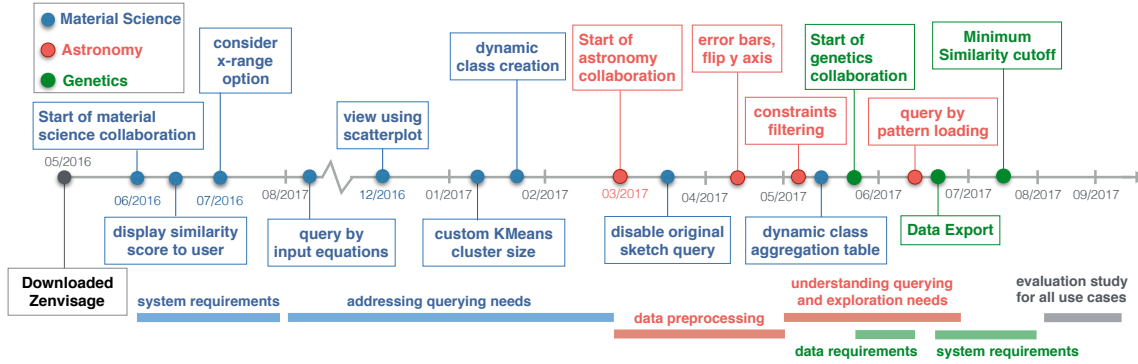 Material Science
Astronomy
Genetics
consider
x-range
option
dynamic
class creation
Start of
astronomy
collaboration
error bars,
flip y axis
Start of
genetics
collaboration
Minimum
Similarity cutoff
Start of material
science collaboration
view using
scatterplot
constraints
filtering
query by
pattern loading
05/2016
06/2016
07/2016
08/2017
12/2016
01/2017
02/2017
03/2017
04/2017
05/2017
06/2017
07/2017
08/2017
09/2017
display similarity
score to user
query by
input equations
custom KMeans
cluster size
disable original
sketch query
dynamic class
aggregation table
Data Export
Downloaded
Zenvisage
system requirements
addressing querying needs
data preprocessing
understanding querying
and exploration needs
data requirements
system requirements
evaluation study
for all use cases